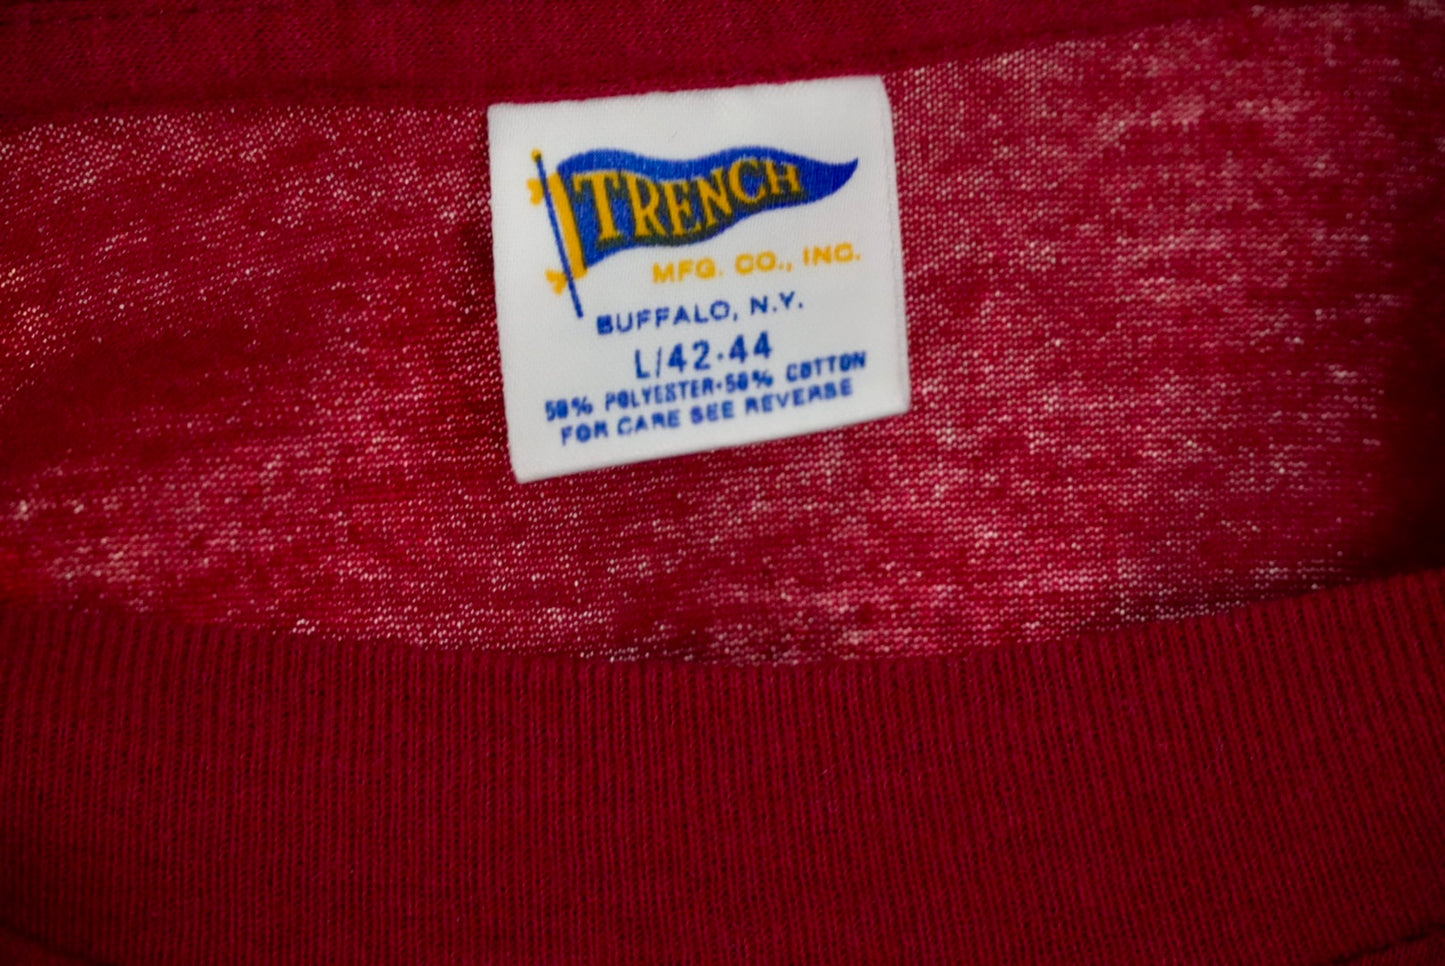 TRENCH
MFG. CO., INC.
BUFFALO, N.Y.
L/42-44
50% POLYESTER-50% COTTON
FOR CARE SEE REVERSE